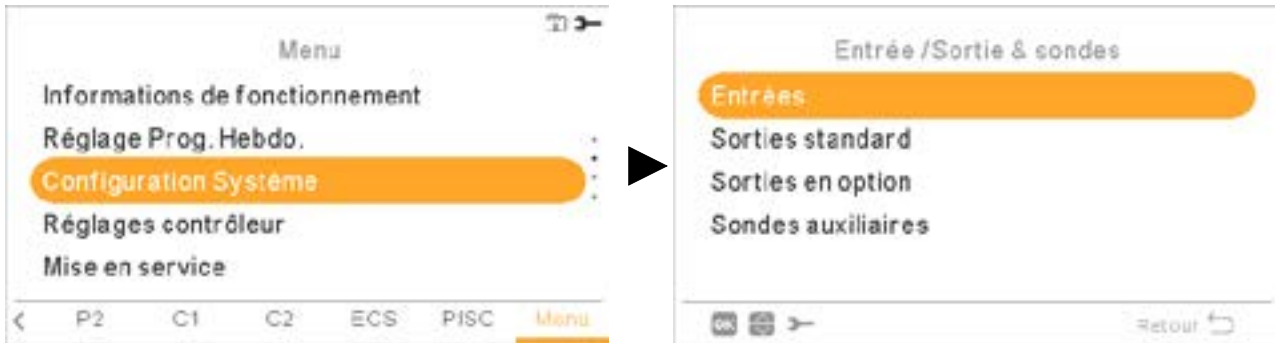 Menu
Informations de fonctionnement
Réglage Prog. Hebdo.
Configuration Système
Réglages contrôleur
Mise en service
< P2 C1 C2 ECS PISC Menu
Entrée /Sortie & sondes
Entrées
Sorties standard
Sorties en option
Sondes auxiliaires
OK Retour